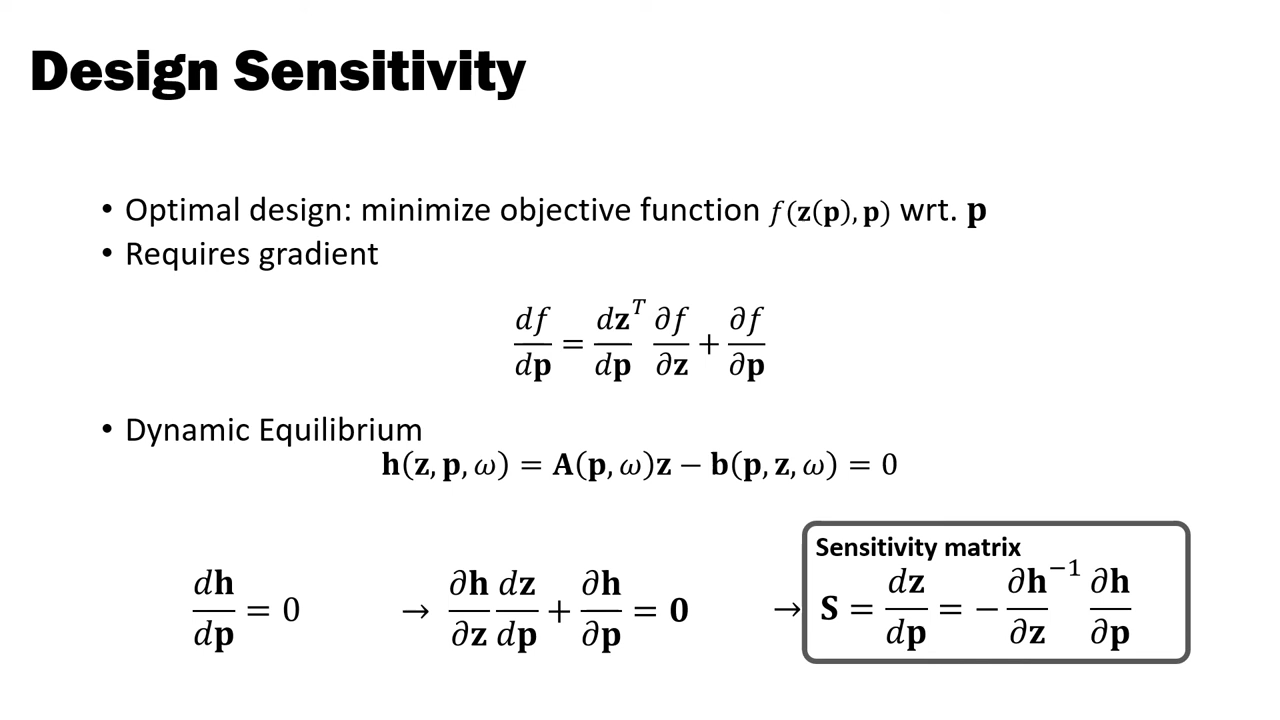 Design Sensitivity
• Optimal design: minimize objective function f(z(p), p) wrt. p
• Requires gradient
df/dp = dz/dp^T ∂f/∂z + ∂f/∂p
• Dynamic Equilibrium
h(z, p, ω) = A(p, ω)z − b(p, z, ω) = 0
Sensitivity matrix
dh/dp = 0 → ∂h/∂z dz/dp + ∂h/∂p = 0 → S = dz/dp = − ∂h/∂z^−1 ∂h/∂p